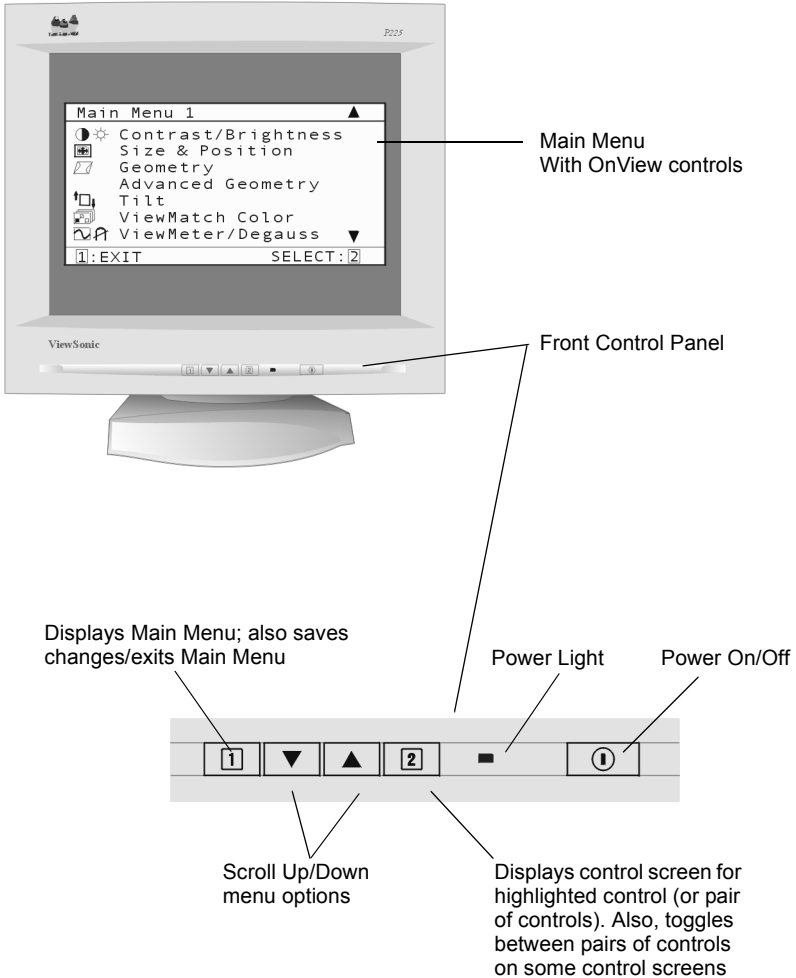 P225
Main Menu 1 ▲
Contrast/Brightness
Size & Position
Geometry
Advanced Geometry
Tilt
ViewMatch Color
ViewMeter/Degauss ▼
1:EXIT SELECT:2
Main Menu
With OnView controls
ViewSonic
1 ▼ ▲ 2
Front Control Panel
Displays Main Menu; also saves
changes/exits Main Menu
Power Light
Power On/Off
1 ▼ ▲ 2
Scroll Up/Down
menu options
Displays control screen for
highlighted control (or pair
of controls). Also, toggles
between pairs of controls
on some control screens